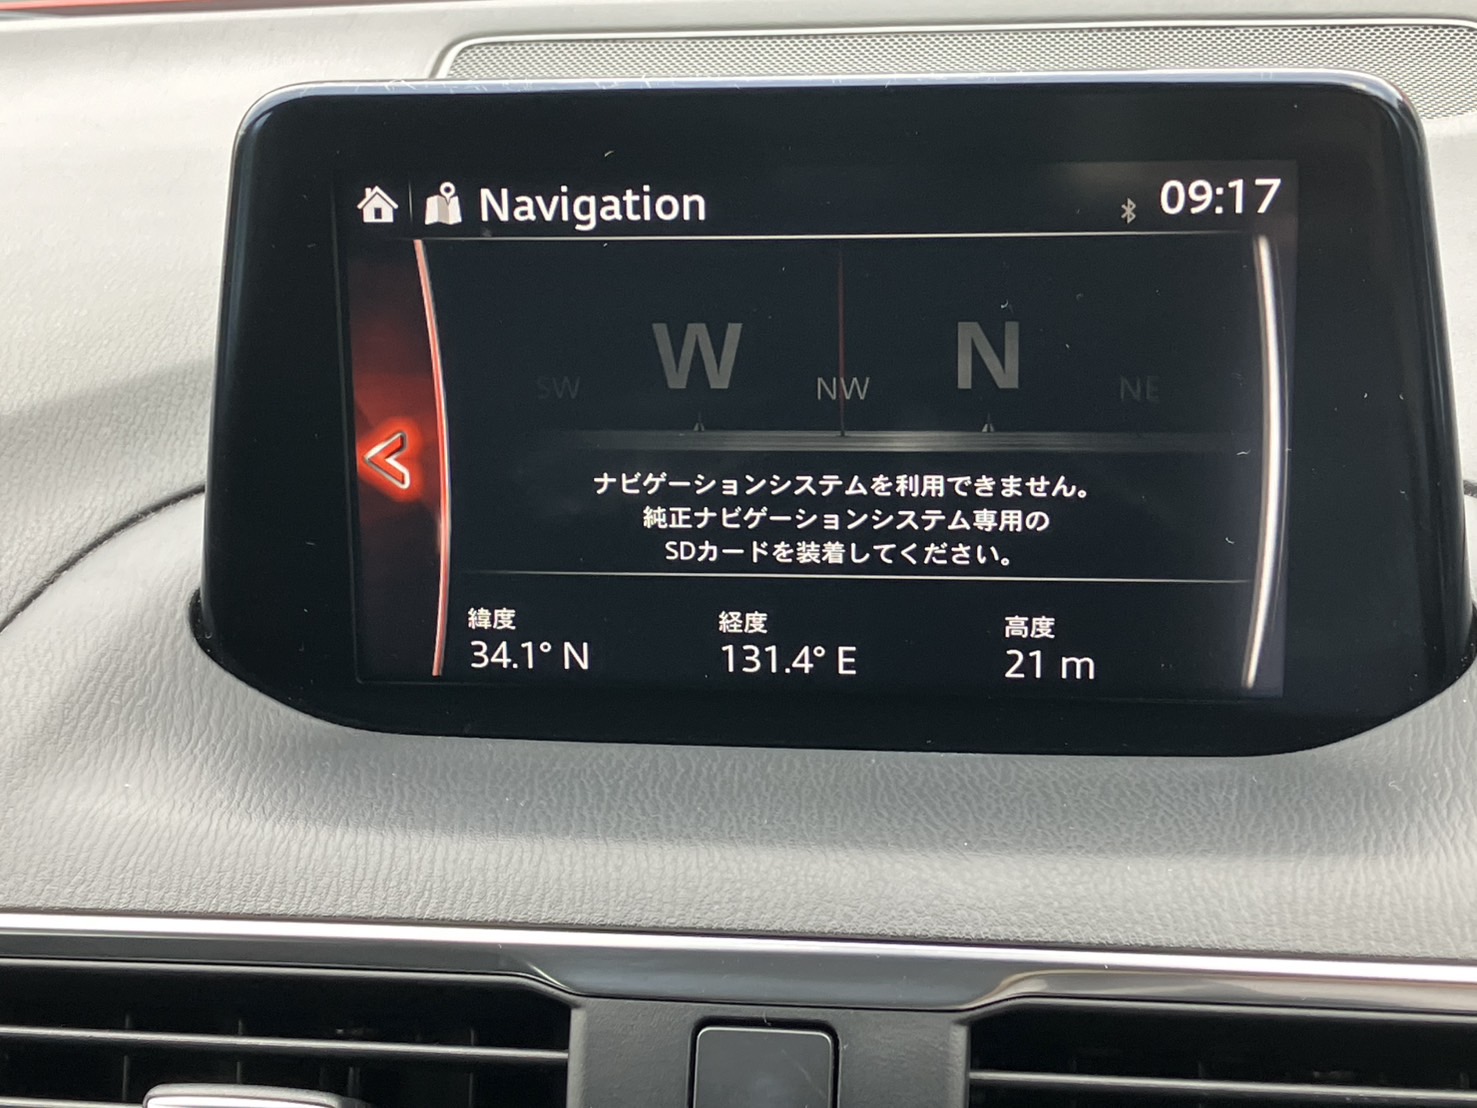 Navigation
09:17
SW W NW N NE
ナビゲーションシステムを利用できません。
純正ナビゲーションシステム専用の
SDカードを装着してください。
緯度 経度 高度
34.1° N 131.4° E 21 m